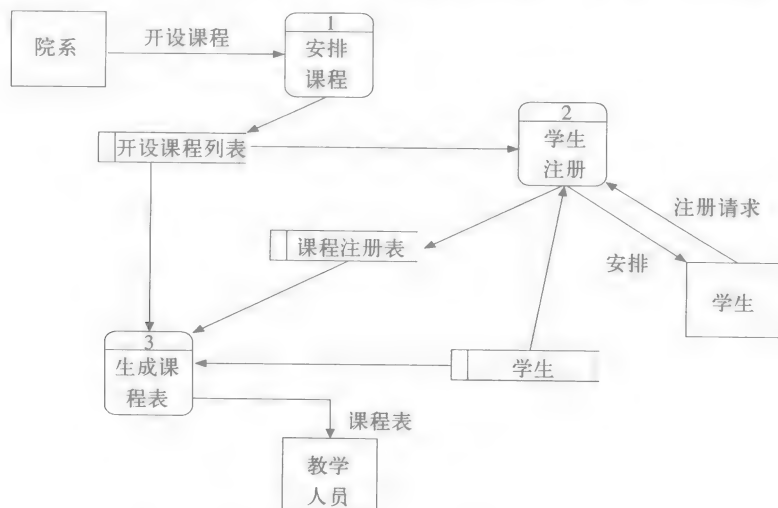 院系
开设课程
1
安排
课程
开设课程列表
2
学生
注册
注册请求
课程注册表
安排
学生
3
生成课
程表
学生
课程表
教学
人员